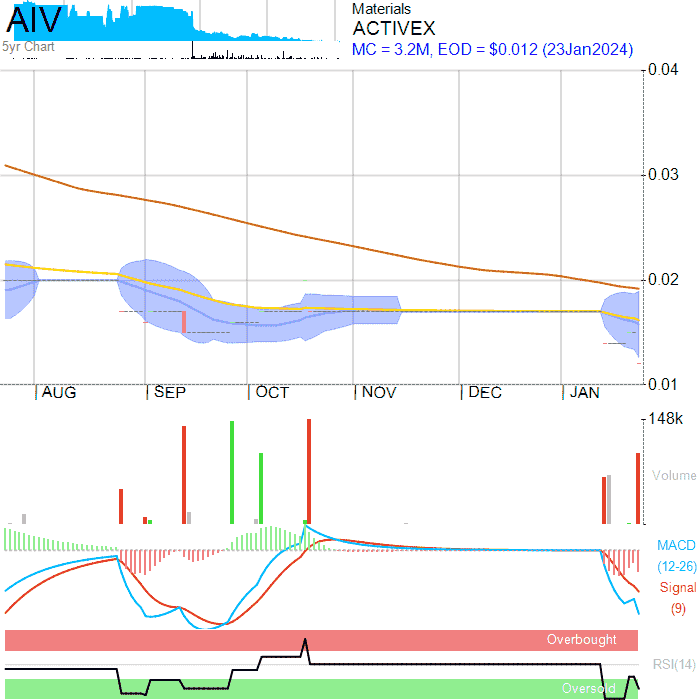 AIV
5yr Chart
Materials
ACTIVEX
MC = 3.2M, EOD = $0.012 (23Jan2024)
0.04
0.03
0.02
0.01
AUG
SEP
OCT
NOV
DEC
JAN
148k
Volume
MACD
(12-26)
Signal
(9)
Overbought
RSI(14)
Oversold